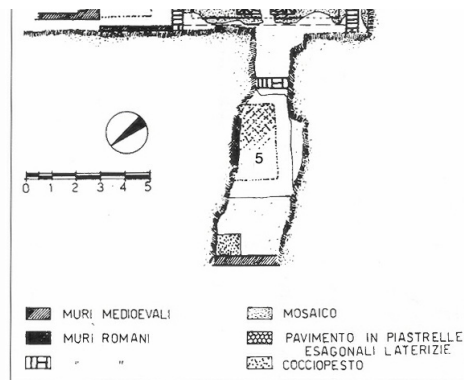 5
0 1 2 3 4 5
MURI MEDIOEVALI
MURI ROMANI
" "
MOSAICO
PAVIMENTO IN PIASTRELLE
ESAGONALI LATERIZIE
COCCIOPESTO